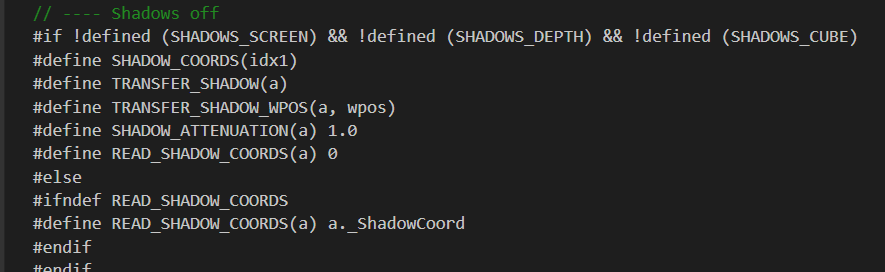 // ---- Shadows off
#if !defined (SHADOWS_SCREEN) && !defined (SHADOWS_DEPTH) && !defined (SHADOWS_CUBE)
#define SHADOW_COORDS(idx1)
#define TRANSFER_SHADOW(a)
#define TRANSFER_SHADOW_WPOS(a, wpos)
#define SHADOW_ATTENUATION(a) 1.0
#define READ_SHADOW_COORDS(a) 0
#else
#ifndef READ_SHADOW_COORDS
#define READ_SHADOW_COORDS(a) a._ShadowCoord
#endif
#endif